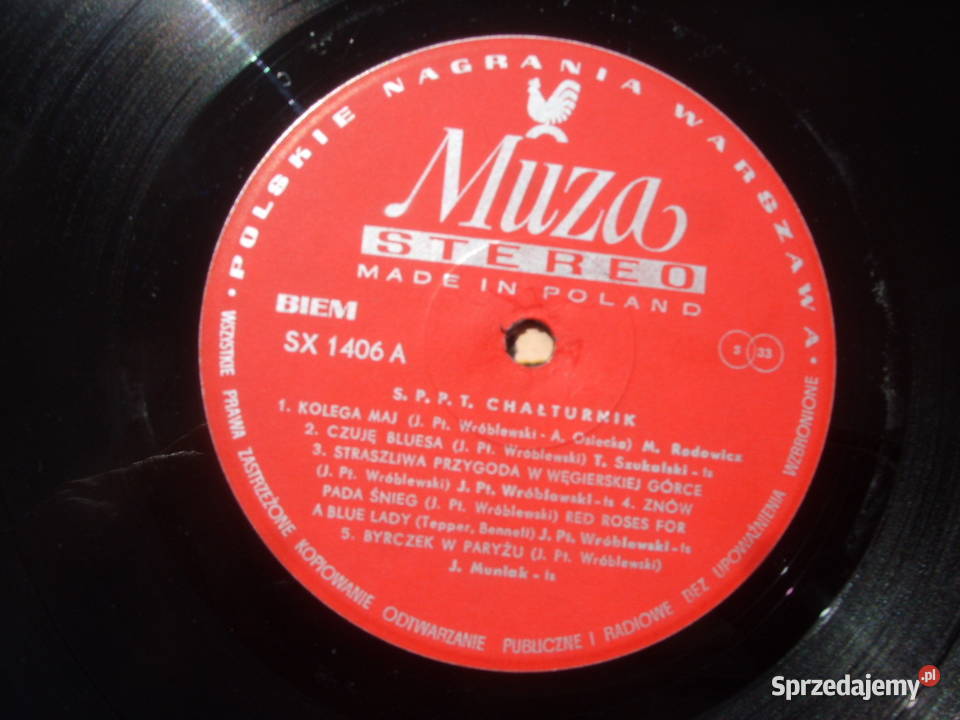 • POLSKIE NAGRANIA WARSZAWA •
Muza
STEREO
MADE IN POLAND
BIEM
SX 1406 A
S 33
S. P. P. T. CHAŁTURNIK
1. KOLEGA MAJ (J. Pt. Wróblewski - A. Osiecka) M. Rodowicz
2. CZUJĘ BLUESA (J. Pt. Wróblewski) T. Szukalski - ts
3. STRASZLIWA PRZYGODA W WĘGIERSKIEJ GÓRCE
(J. Pt. Wróblewski) J. Pt. Wróblewski - ts 4. ZNÓW
PADA ŚNIEG (J. Pt. Wróblewski) RED ROSES FOR
A BLUE LADY (Tepper, Bennett) J. Pt. Wróblewski - ts
5. BYRCZEK W PARYŻU (J. Pt. Wróblewski)
J. Muniak - ts
WSZYSTKIE PRAWA ZASTRZEŻONE KOPIOWANIE ODTWARZANIE PUBLICZNE I RADIOWE BEZ UPOWAŻNIENIA WZBRONIONE
Sprzedajemy.pl